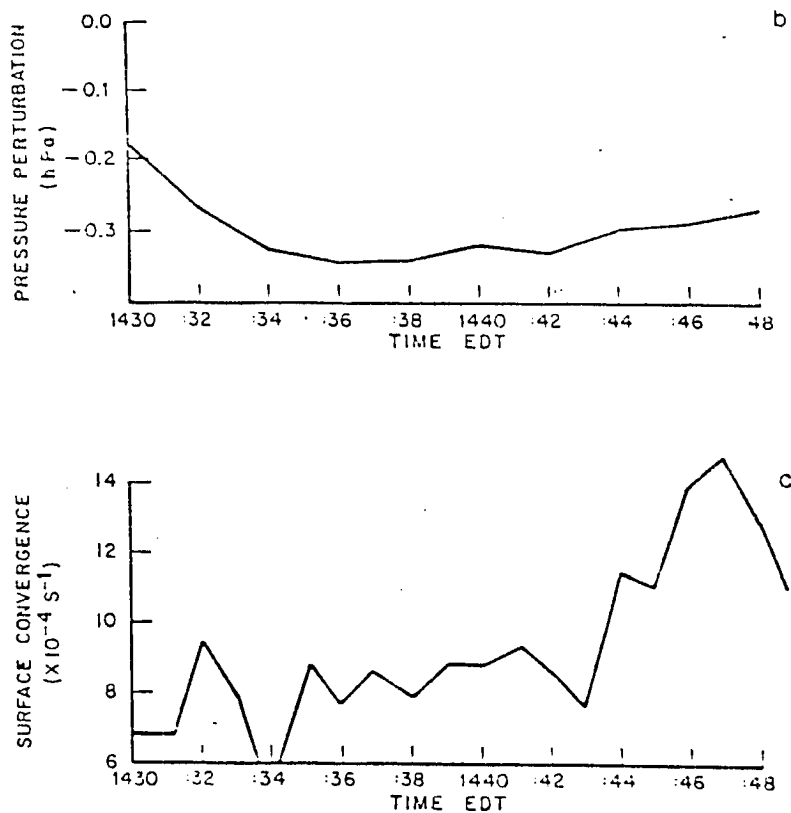 b
PRESSURE PERTURBATION
(hPa)
0.0
-0.1
-0.2
-0.3
1430 :32 :34 :36 :38 1440 :42 :44 :46 :48
TIME EDT
c
SURFACE CONVERGENCE
(X10⁻⁴ S⁻¹)
14
12
10
8
6
1430 :32 :34 :36 :38 1440 :42 :44 :46 :48
TIME EDT